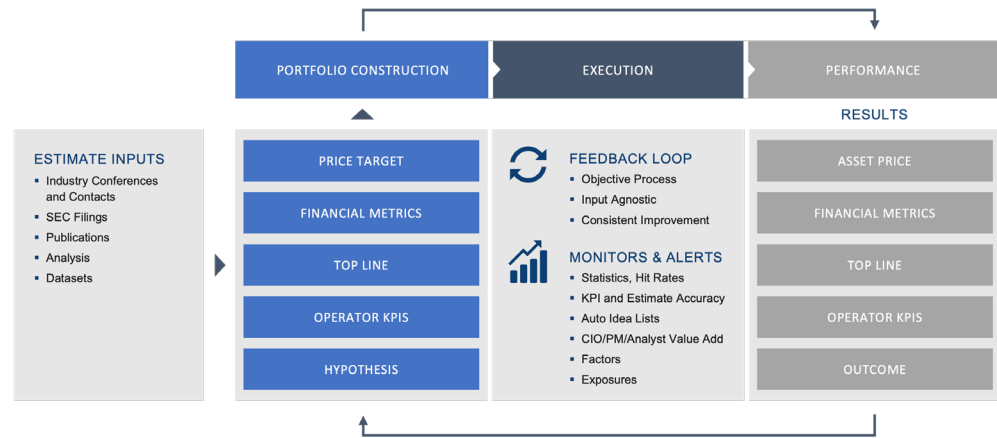 PORTFOLIO CONSTRUCTION
EXECUTION
PERFORMANCE
RESULTS
ESTIMATE INPUTS
▪ Industry Conferences
and Contacts
▪ SEC Filings
▪ Publications
▪ Analysis
▪ Datasets
PRICE TARGET
FINANCIAL METRICS
TOP LINE
OPERATOR KPIS
HYPOTHESIS
FEEDBACK LOOP
▪ Objective Process
▪ Input Agnostic
▪ Consistent Improvement
MONITORS & ALERTS
▪ Statistics, Hit Rates
▪ KPI and Estimate Accuracy
▪ Auto Idea Lists
▪ CIO/PM/Analyst Value Add
▪ Factors
▪ Exposures
ASSET PRICE
FINANCIAL METRICS
TOP LINE
OPERATOR KPIS
OUTCOME